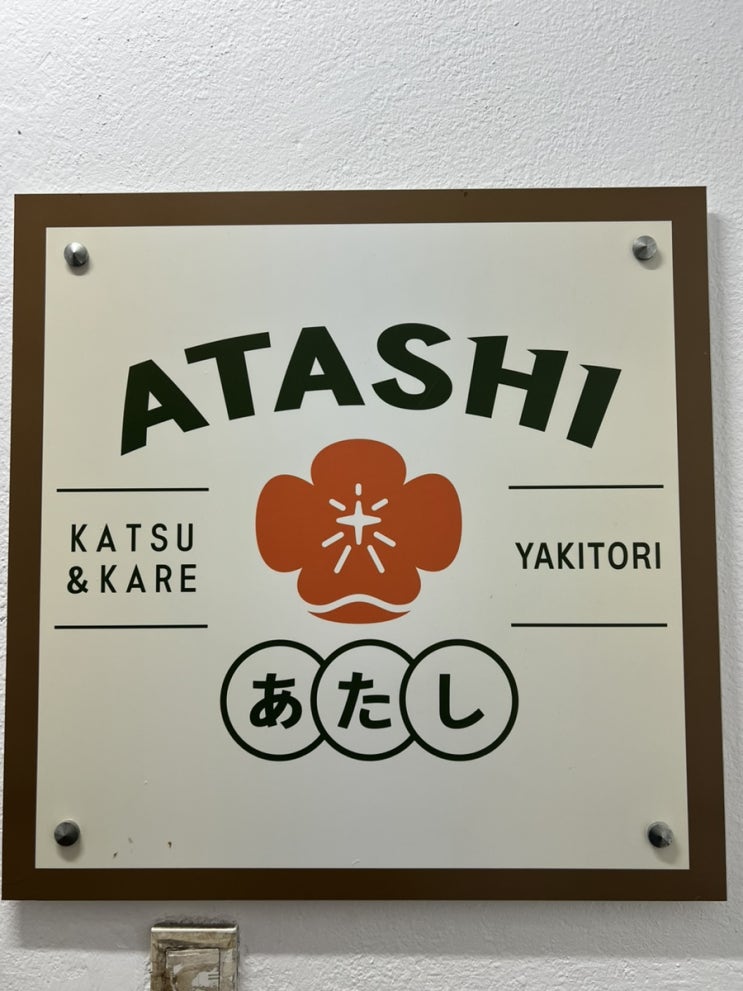 ATASHI
KATSU
& KARE
YAKITORI
あたし